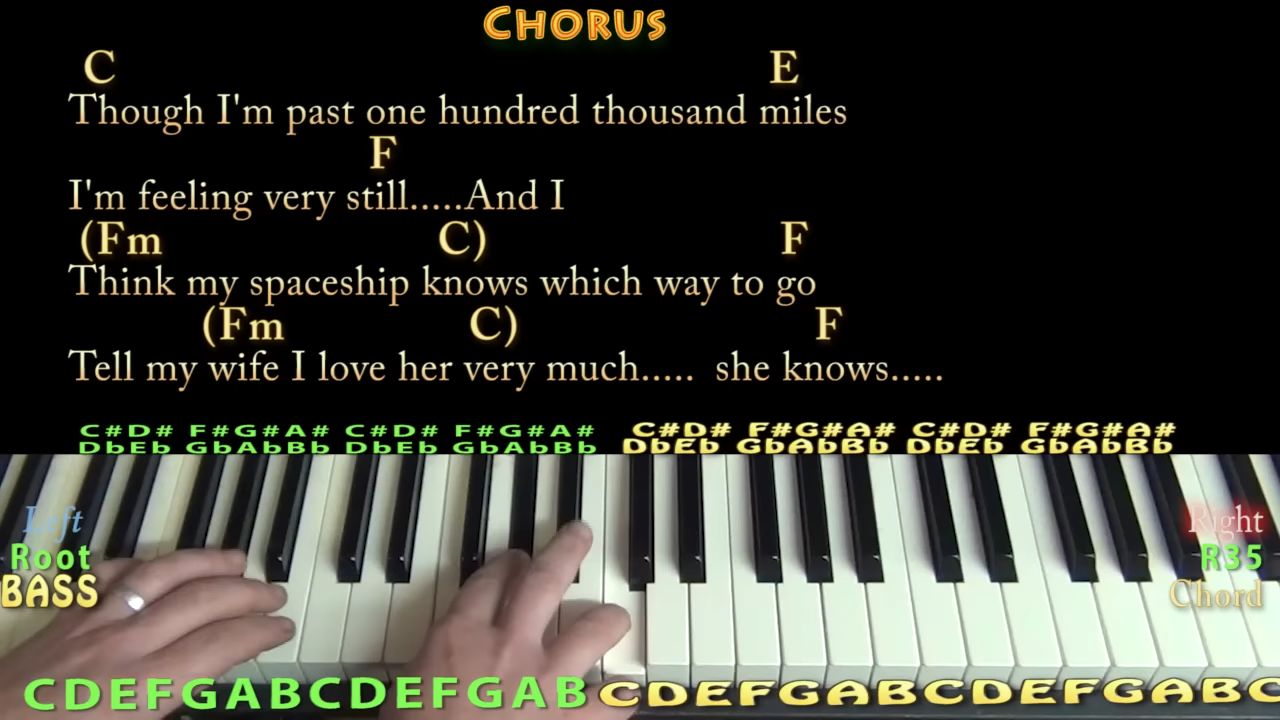 CHORUS
C E
Though I'm past one hundred thousand miles
F
I'm feeling very still.....And I
(Fm C) F
Think my spaceship knows which way to go
(Fm C) F
Tell my wife I love her very much..... she knows.....
C#D# F#G#A# C#D# F#G#A# C#D# F#G#A# C#D# F#G#A#
DbEb GbAbBb DbEb GbAbBb DbEb GbAbBb DbEb GbAbBb
Left Right
Root R35
BASS Chord
CDEFGABCDEFGAB CDEFGABCDEFGABC